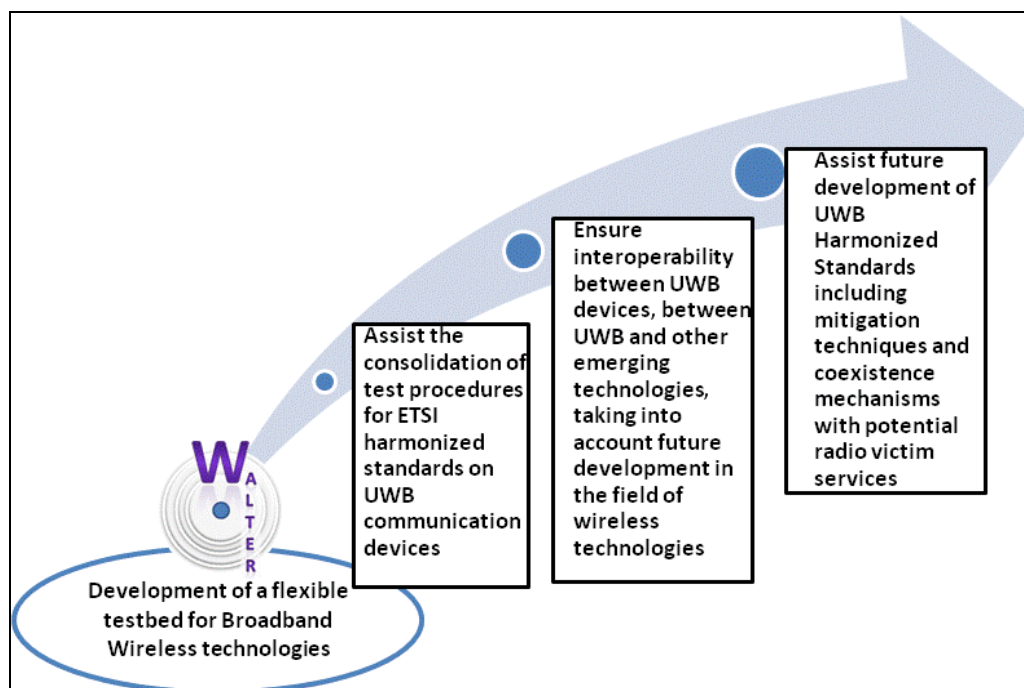 WALTER
Development of a flexible
testbed for Broadband
Wireless technologies
Assist the
consolidation of
test procedures
for ETSI
harmonized
standards on
UWB
communication
devices
Ensure
interoperability
between UWB
devices, between
UWB and other
emerging
technologies,
taking into
account future
development in
the field of
wireless
technologies
Assist future
development of
UWB
Harmonized
Standards
including
mitigation
techniques and
coexistence
mechanisms
with potential
radio victim
services